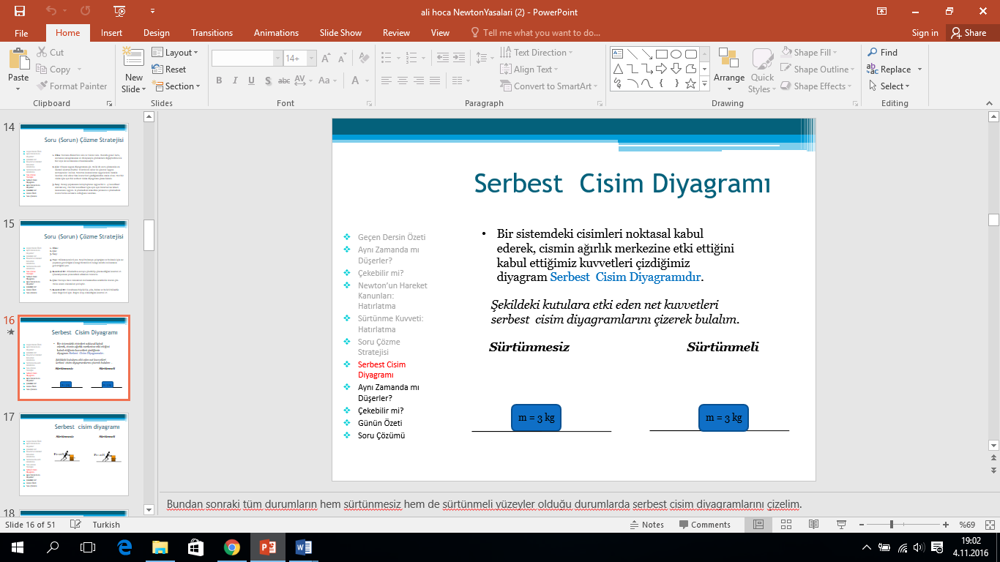 ali hoca NewtonYasalari (2) - PowerPoint
File Home Insert Design Transitions Animations Slide Show Review View Tell me what you want to do... Sign in Share
Paste
Cut
Copy
Format Painter
Clipboard
New
Slide
Layout
Reset
Section
Slides
14+
B I U S abc AV Aa A
Font
Text Direction
Align Text
Convert to SmartArt
Paragraph
Arrange
Quick
Styles
Shape Fill
Shape Outline
Shape Effects
Drawing
Find
Replace
Select
Editing
14
Soru (Sorun) Çözme Stratejisi
15
Soru (Sorun) Çözme Stratejisi
16
Serbest Cisim Diyagramı
17
Serbest cisim diyagramı
Sürtünmesiz Sürtünmeli
18
Serbest Cisim Diyagramı
Geçen Dersin Özeti
Aynı Zamanda mı
Düşerler?
Çekebilir mi?
Newton'un Hareket
Kanunları:
Hatırlatma
Sürtünme Kuvveti:
Hatırlatma
Soru Çözme
Stratejisi
Serbest Cisim
Diyagramı
Aynı Zamanda mı
Düşerler?
Çekebilir mi?
Günün Özeti
Soru Çözümü
• Bir sistemdeki cisimleri noktasal kabul
ederek, cismin ağırlık merkezine etki ettiğini
kabul ettiğimiz kuvvetleri çizdiğimiz
diyagram Serbest Cisim Diyagramıdır.
Şekildeki kutulara etki eden net kuvvetleri
serbest cisim diyagramlarını çizerek bulalım.
Sürtünmesiz Sürtünmeli
m = 3 kg m = 3 kg
Bundan sonraki tüm durumların hem sürtünmesiz hem de sürtünmeli yüzeyler olduğu durumlarda serbest cisim diyagramlarını çizelim.
Slide 16 of 51 Turkish Notes Comments %69
19:02
4.11.2016